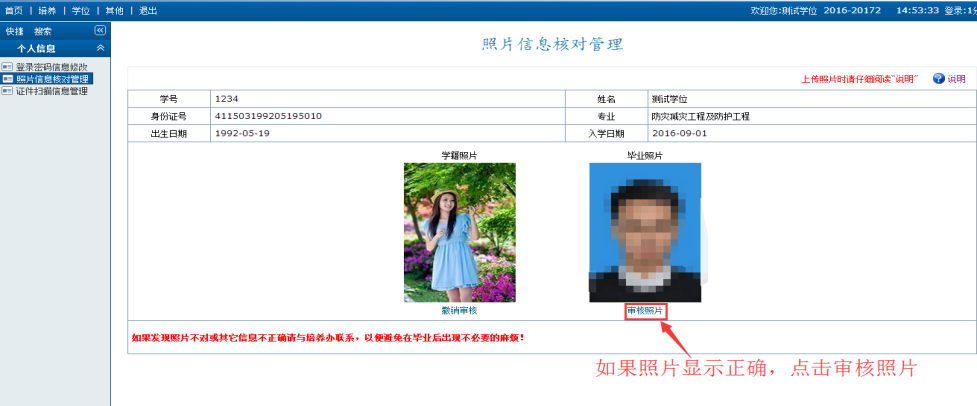 首页 | 培养 | 学位 | 其他 | 退出
欢迎您:测试学位 2016-20172 14:53:33 登录:1分
快捷 搜索
个人信息
登录密码信息修改
照片信息核对管理
证件扫描信息管理
照片信息核对管理
上传照片时请仔细阅读"说明" 说明
学号 1234 姓名 测试学位
身份证号 411503199205195010 专业 防灾减灾工程及防护工程
出生日期 1992-05-19 入学日期 2016-09-01
学籍照片 毕业照片
撤销审核 审核照片
如果发现照片不对或其它信息不正确请与培养办联系，以便避免在毕业后出现不必要的麻烦！
如果照片显示正确，点击审核照片